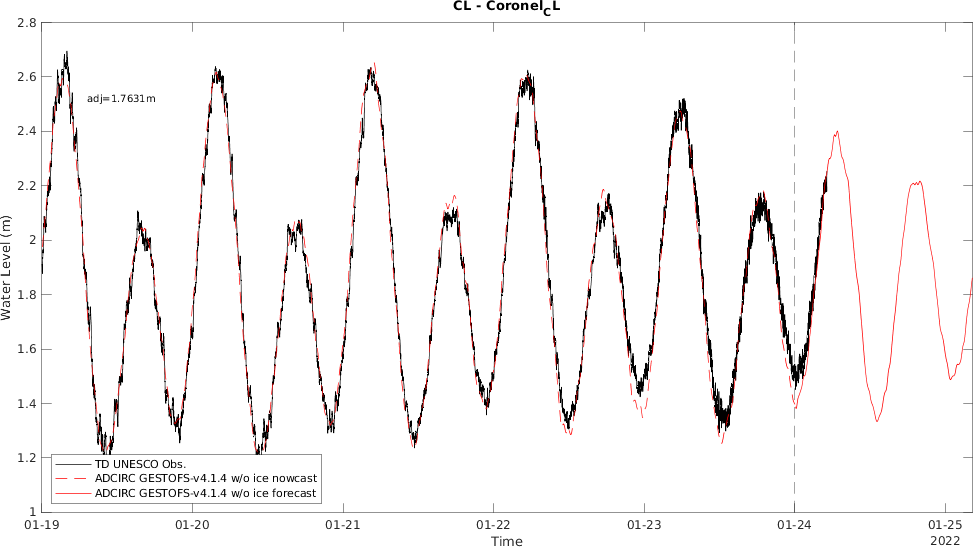 CL - Coronel_CL
2.8
2.6
adj=1.7631m
2.4
2.2
2
1.8
1.6
1.4
1.2
1
Water Level (m)
TD UNESCO Obs.
ADCIRC GESTOFS-v4.1.4 w/o ice nowcast
ADCIRC GESTOFS-v4.1.4 w/o ice forecast
01-19 01-20 01-21 01-22 01-23 01-24 01-25
Time 2022